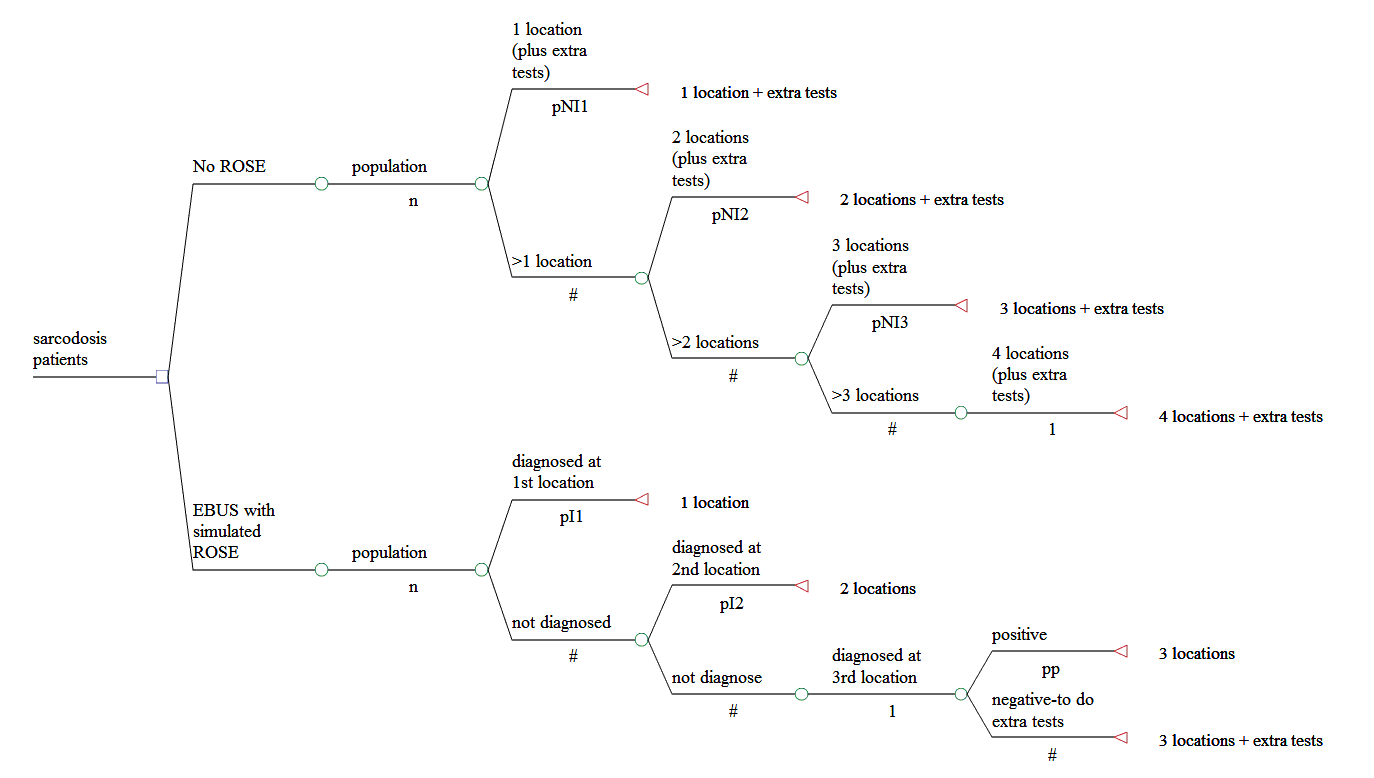 1 location
(plus extra
tests)
pNI1
1 location + extra tests
2 locations
(plus extra
tests)
pNI2
2 locations + extra tests
No ROSE
population
n
>1 location
#
3 locations
(plus extra
tests)
pNI3
3 locations + extra tests
>2 locations
#
4 locations
(plus extra
tests)
1
4 locations + extra tests
>3 locations
#
sarcodosis
patients
EBUS with
simulated
ROSE
population
n
diagnosed at
1st location
pI1
1 location
diagnosed at
2nd location
pI2
2 locations
not diagnosed
#
not diagnose
#
diagnosed at
3rd location
1
positive
pp
3 locations
negative-to do
extra tests
#
3 locations + extra tests